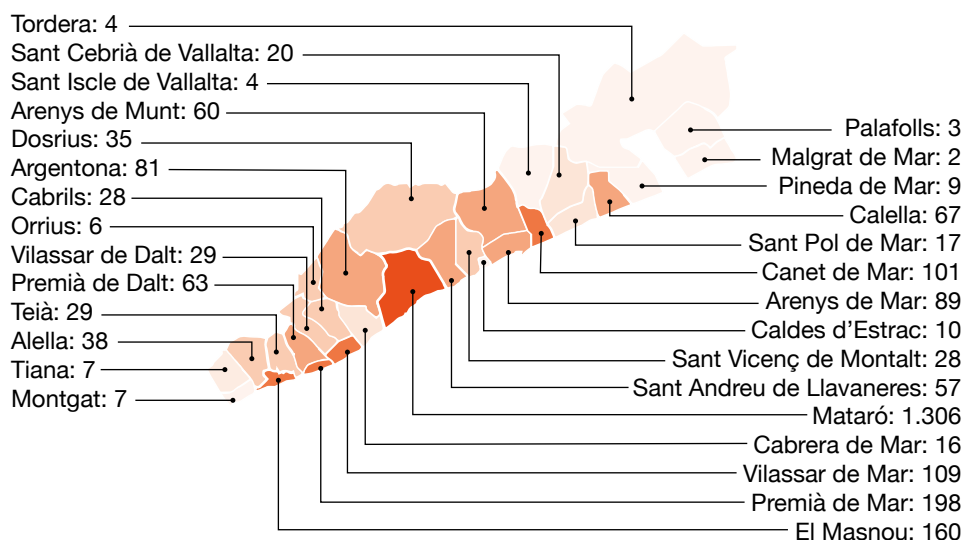 Tordera: 4
Sant Cebrià de Vallalta: 20
Sant Iscle de Vallalta: 4
Arenys de Munt: 60
Dosrius: 35
Argentona: 81
Cabrils: 28
Orrius: 6
Vilassar de Dalt: 29
Premià de Dalt: 63
Teià: 29
Alella: 38
Tiana: 7
Montgat: 7
Palafolls: 3
Malgrat de Mar: 2
Pineda de Mar: 9
Calella: 67
Sant Pol de Mar: 17
Canet de Mar: 101
Arenys de Mar: 89
Caldes d’Estrac: 10
Sant Vicenç de Montalt: 28
Sant Andreu de Llavaneres: 57
Mataró: 1.306
Cabrera de Mar: 16
Vilassar de Mar: 109
Premià de Mar: 198
El Masnou: 160